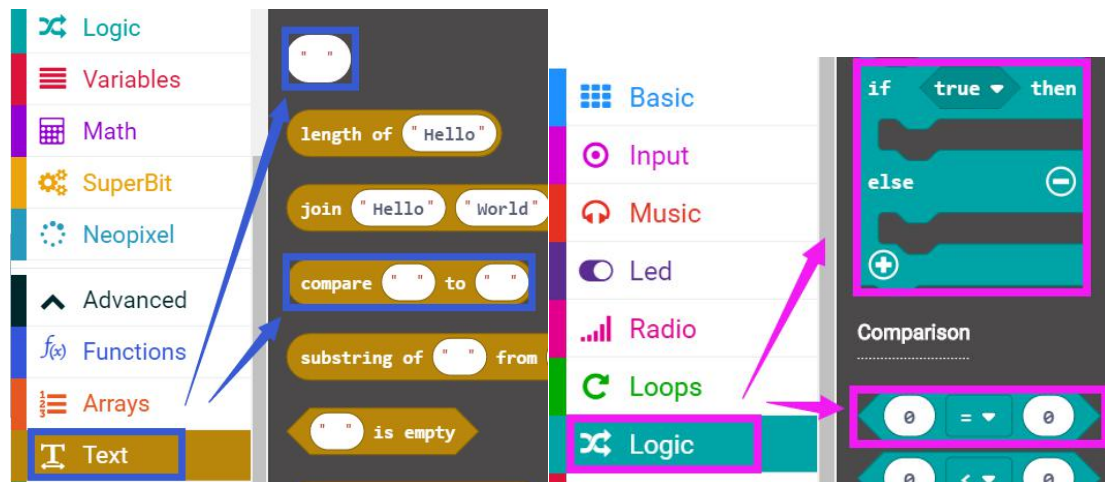 Logic
Variables
Math
SuperBit
Neopixel
Advanced
f(x) Functions
Arrays
Text
" "
length of "Hello"
join "Hello" "World"
compare " " to " "
substring of " " from
" " is empty
Basic
Input
Music
Led
Radio
Loops
Logic
if true then
else
Comparison
0 = 0
0 < 0